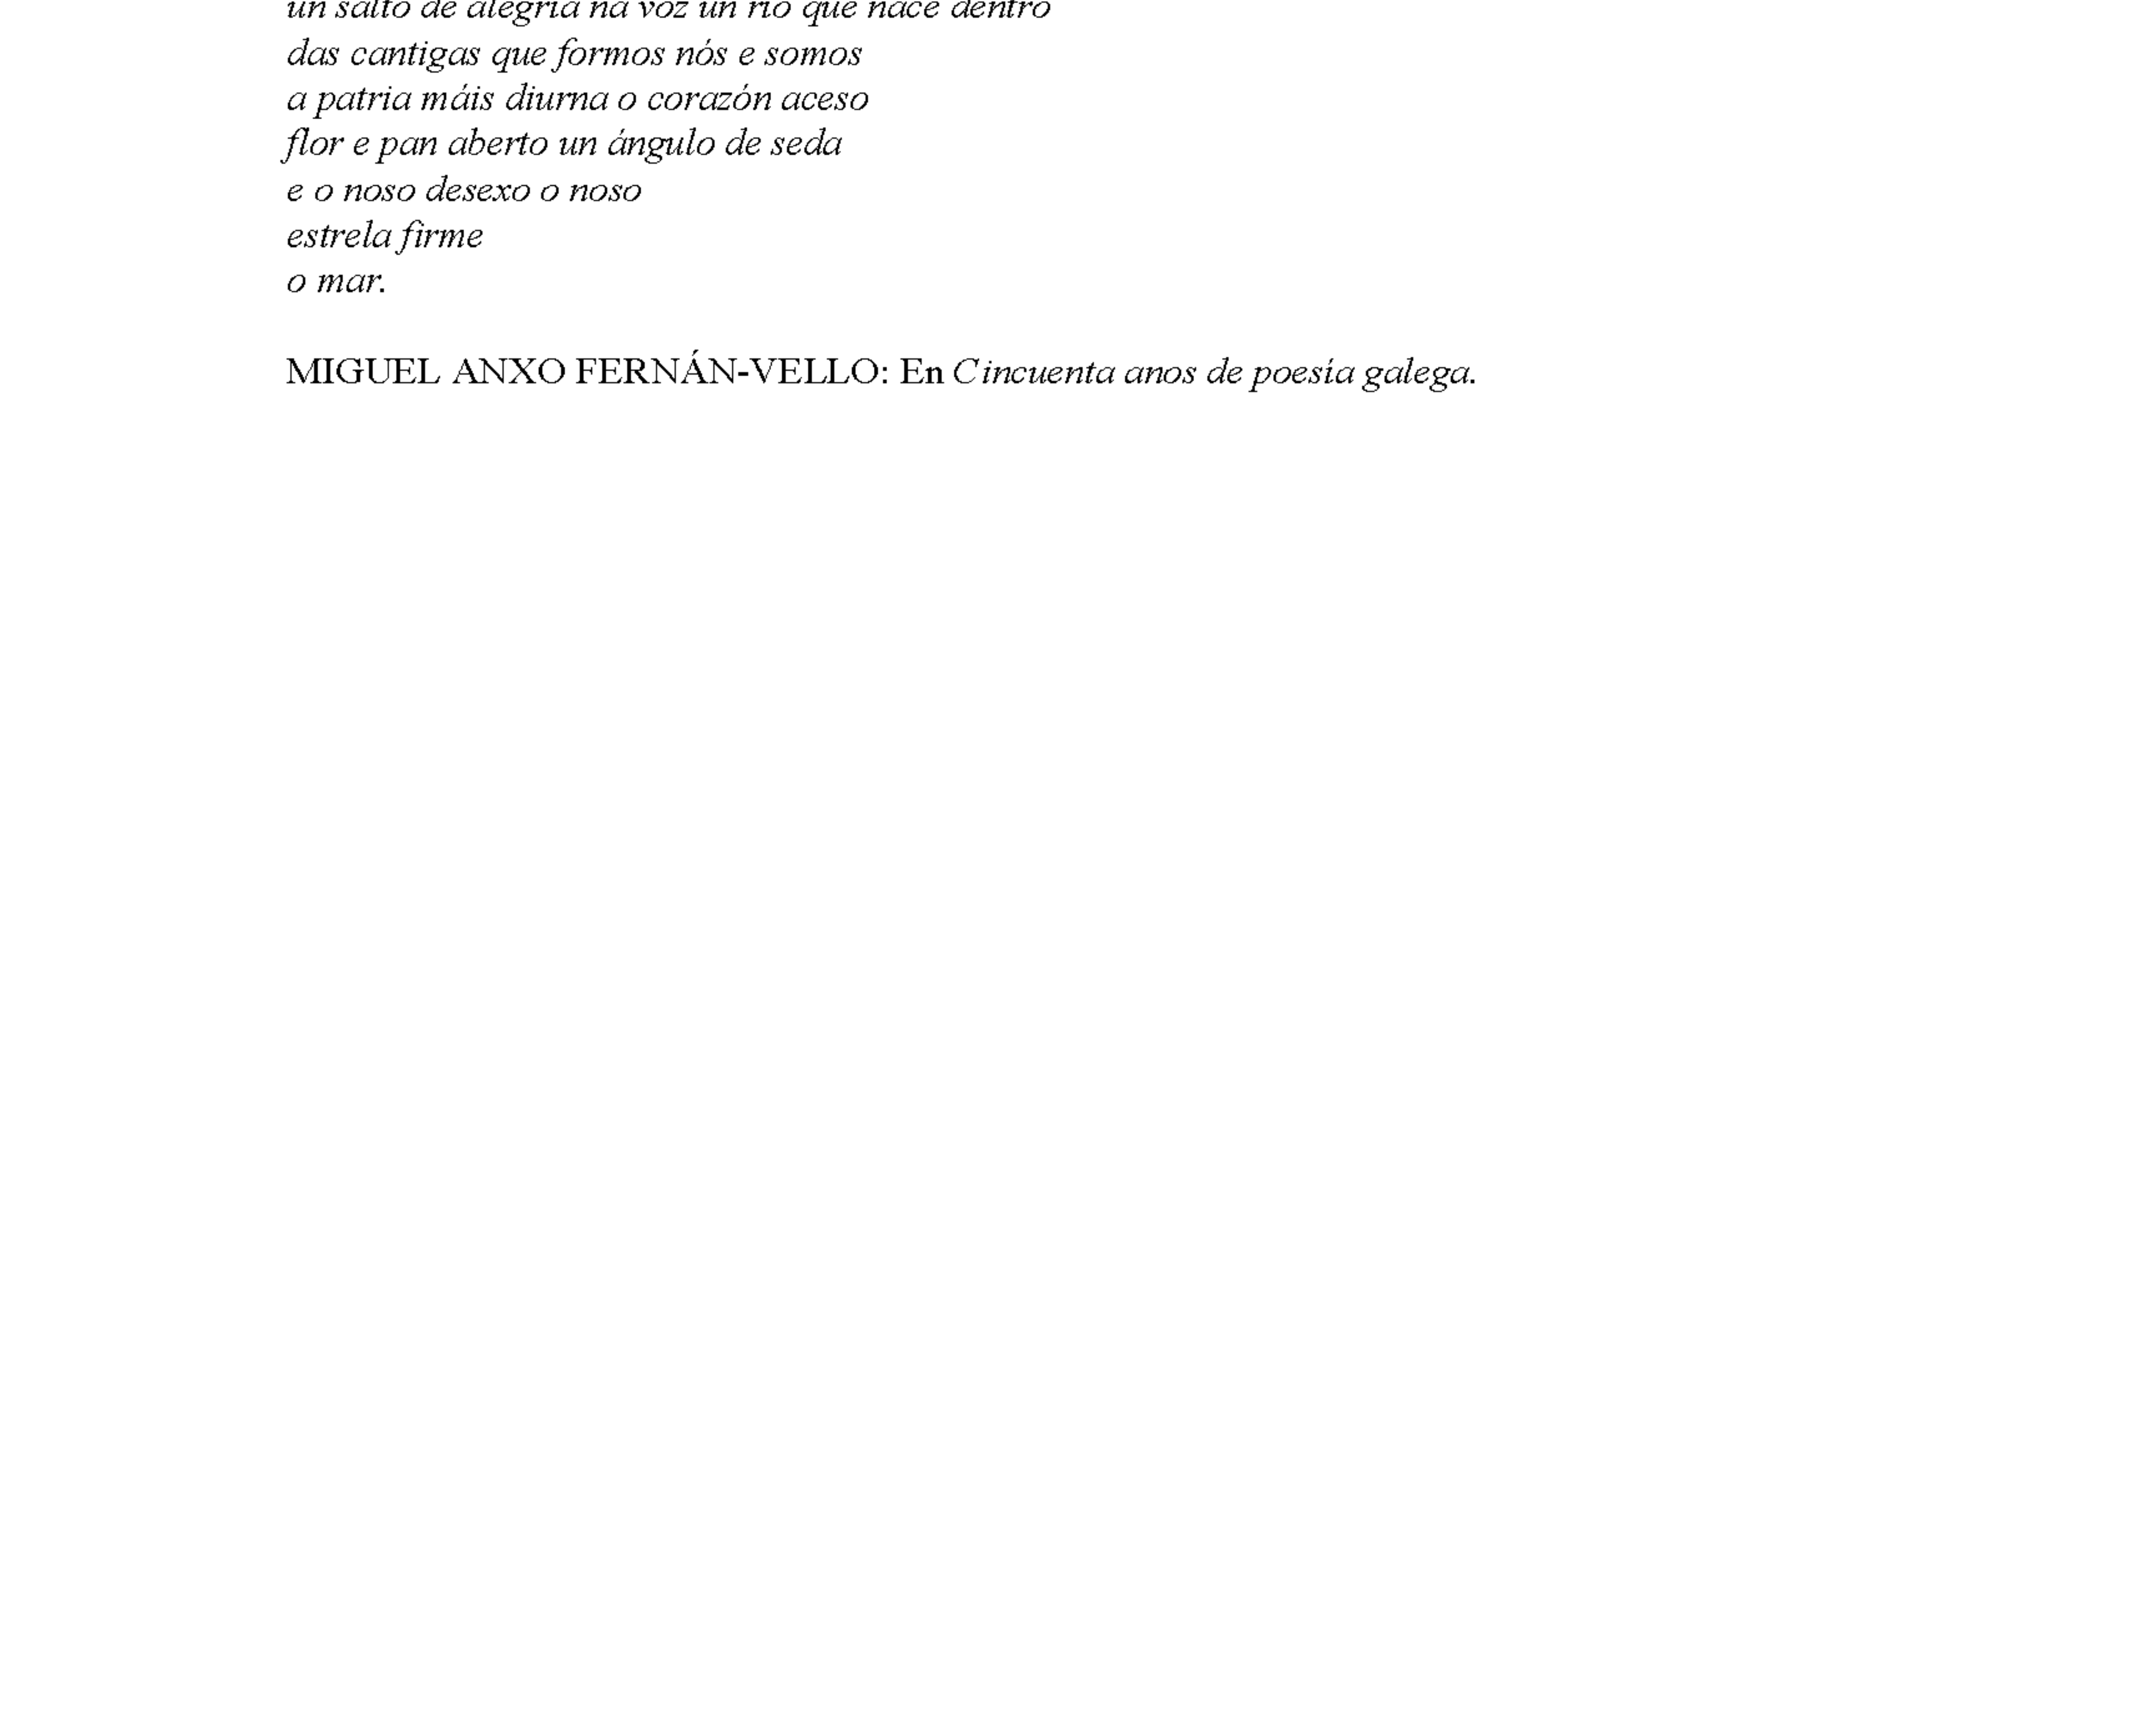 un salto de alegría na voz un río que nace dentro
das cantigas que formos nós e somos
a patria máis diurna o corazón aceso
flor e pan aberto un ángulo de seda
e o noso desexo o noso
estrela firme
o mar.
MIGUEL ANXO FERNÁN-VELLO: En Cincuenta anos de poesía galega.